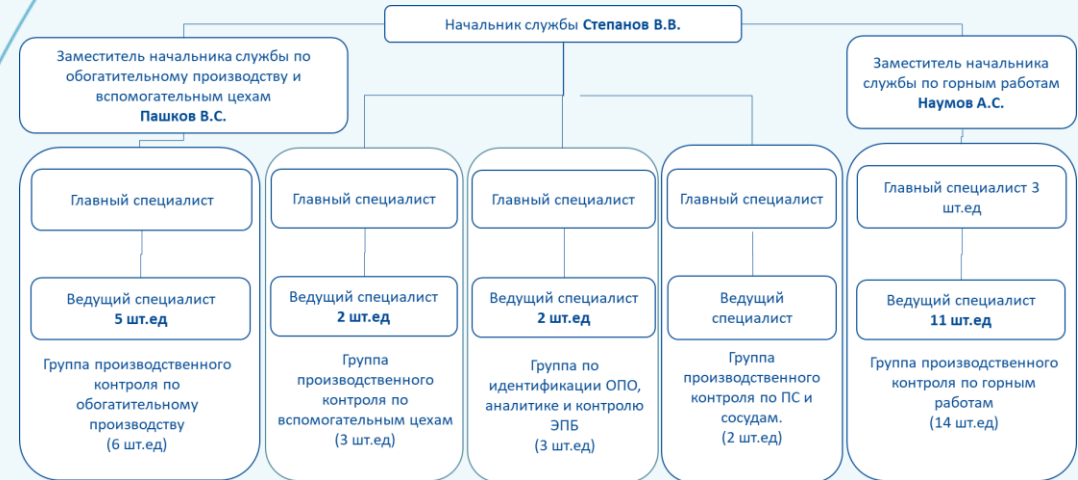 Начальник службы Степанов В.В.
Заместитель начальника службы по
обогатительному производству и
вспомогательным цехам
Пашков В.С.
Заместитель начальника
службы по горным работам
Наумов А.С.
Главный специалист
Ведущий специалист
5 шт.ед
Группа производственного
контроля по
обогатительному
производству
(6 шт.ед)
Главный специалист
Ведущий специалист
2 шт.ед
Группа
производственного
контроля по
вспомогательным цехам
(3 шт.ед)
Главный специалист
Ведущий специалист
2 шт.ед
Группа по
идентификации ОПО,
аналитике и контролю
ЭПБ
(3 шт.ед)
Главный специалист
Ведущий
специалист
Группа
производственного
контроля по ПС и
сосудам.
(2 шт.ед)
Главный специалист 3
шт.ед
Ведущий специалист
11 шт.ед
Группа производственного
контроля по горным
работам
(14 шт.ед)